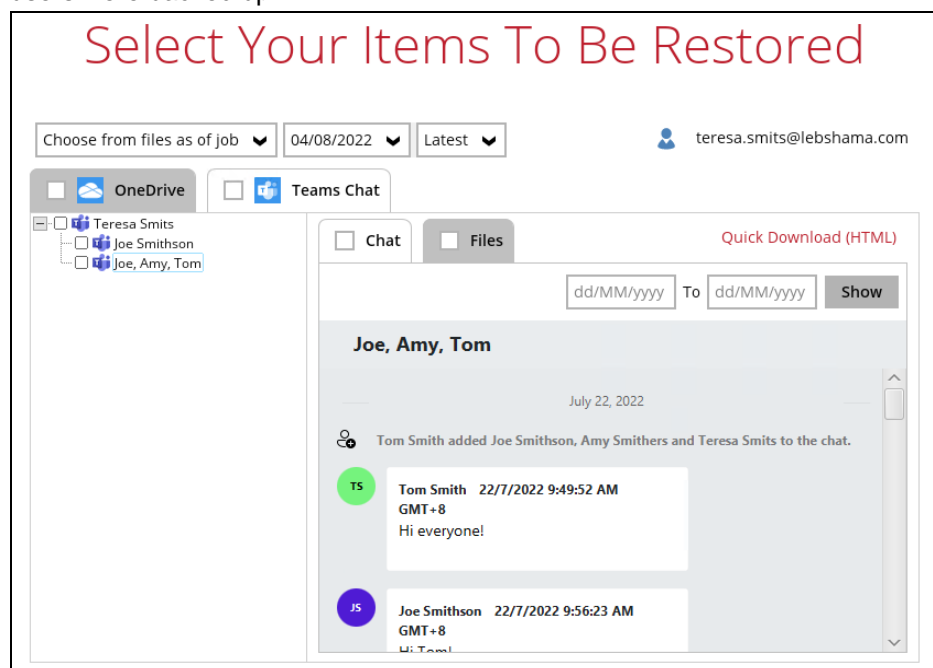 Select Your Items To Be Restored
Choose from files as of job 04/08/2022 Latest teresa.smits@lebshama.com
OneDrive Teams Chat
Teresa Smits
Joe Smithson
Joe, Amy, Tom
Chat Files Quick Download (HTML)
dd/MM/yyyy To dd/MM/yyyy Show
Joe, Amy, Tom
July 22, 2022
Tom Smith added Joe Smithson, Amy Smithers and Teresa Smits to the chat.
TS
Tom Smith 22/7/2022 9:49:52 AM
GMT+8
Hi everyone!
JS
Joe Smithson 22/7/2022 9:56:23 AM
GMT+8
Hi Tom!